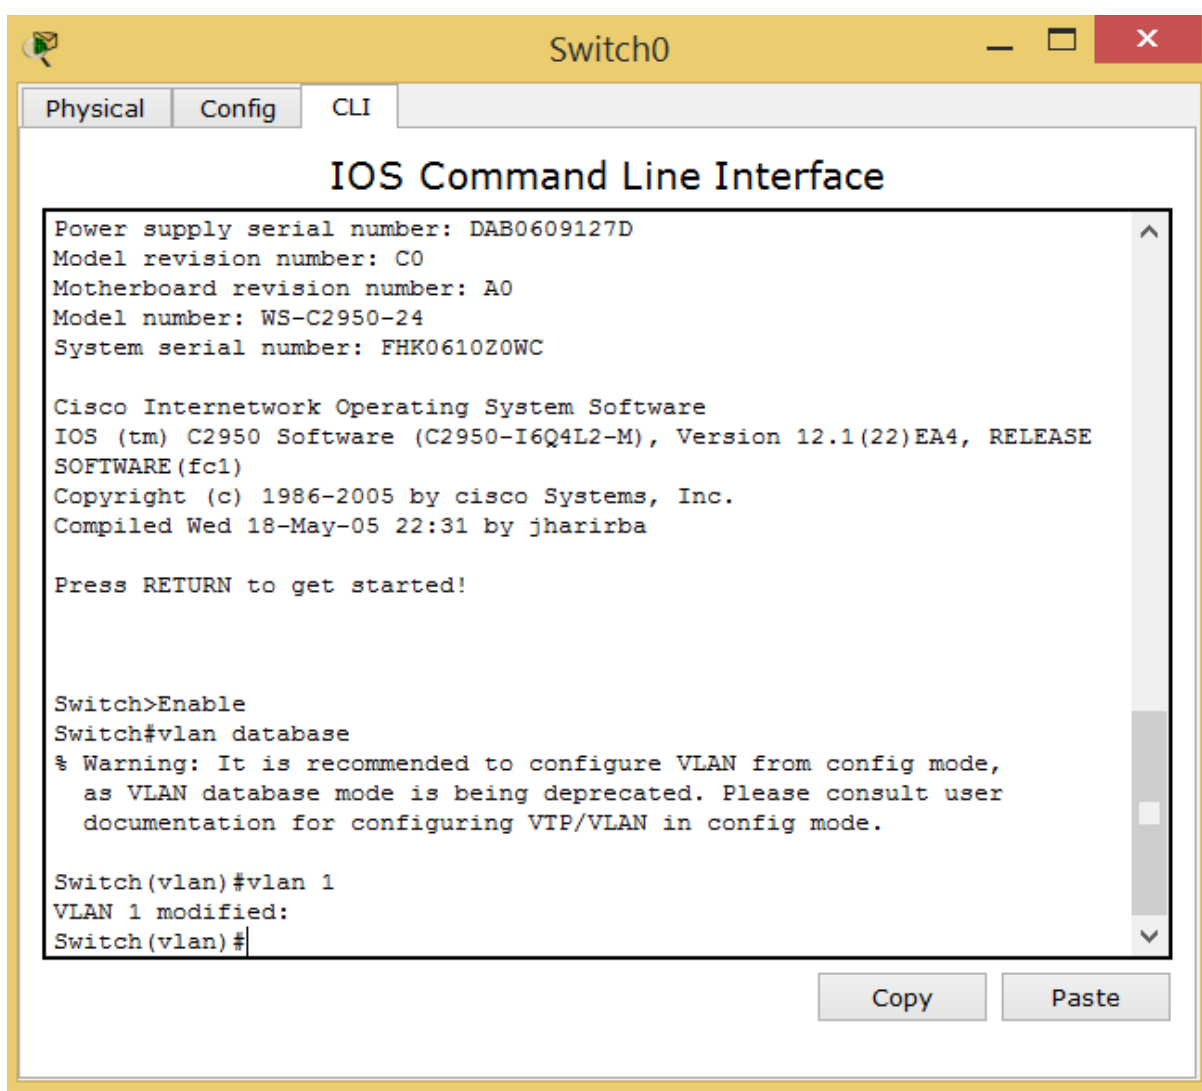 Switch0
Physical
Config
CLI
IOS Command Line Interface
Power supply serial number: DAB0609127D
Model revision number: C0
Motherboard revision number: A0
Model number: WS-C2950-24
System serial number: FHK0610Z0WC
Cisco Internetwork Operating System Software
IOS (tm) C2950 Software (C2950-I6Q4L2-M), Version 12.1(22)EA4, RELEASE
SOFTWARE(fc1)
Copyright (c) 1986-2005 by cisco Systems, Inc.
Compiled Wed 18-May-05 22:31 by jharirba
Press RETURN to get started!
Switch>Enable
Switch#vlan database
% Warning: It is recommended to configure VLAN from config mode,
as VLAN database mode is being deprecated. Please consult user
documentation for configuring VTP/VLAN in config mode.
Switch(vlan)#vlan 1
VLAN 1 modified:
Switch(vlan)#
Copy
Paste